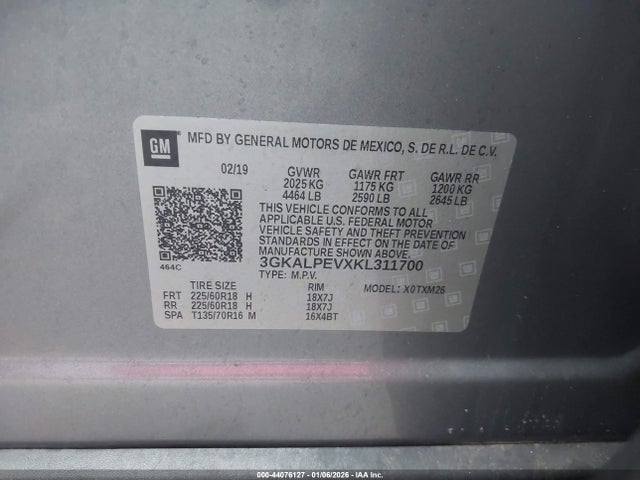 GM
MFD BY GENERAL MOTORS DE MEXICO, S. DE R.L. DE C.V.
02/19 GVWR GAWR FRT GAWR RR
2025 KG 1175 KG 1200 KG
4464 LB 2590 LB 2645 LB
THIS VEHICLE CONFORMS TO ALL
APPLICABLE U.S. FEDERAL MOTOR
VEHICLE SAFETY AND THEFT
PREVENTION STANDARDS IN
EFFECT ON THE DATE OF
MANUFACTURE SHOWN ABOVE.
464C
3GKALPEVXKL311700
TYPE: M.P.V. MODEL: X0TXM26
TIRE SIZE RIM
FRT 225/60R18 H 18X7J
RR 225/60R18 H 18X7J
SPA T135/70R16 M 16X4BT
000-44076127 - 01/06/2026 - IAA Inc.